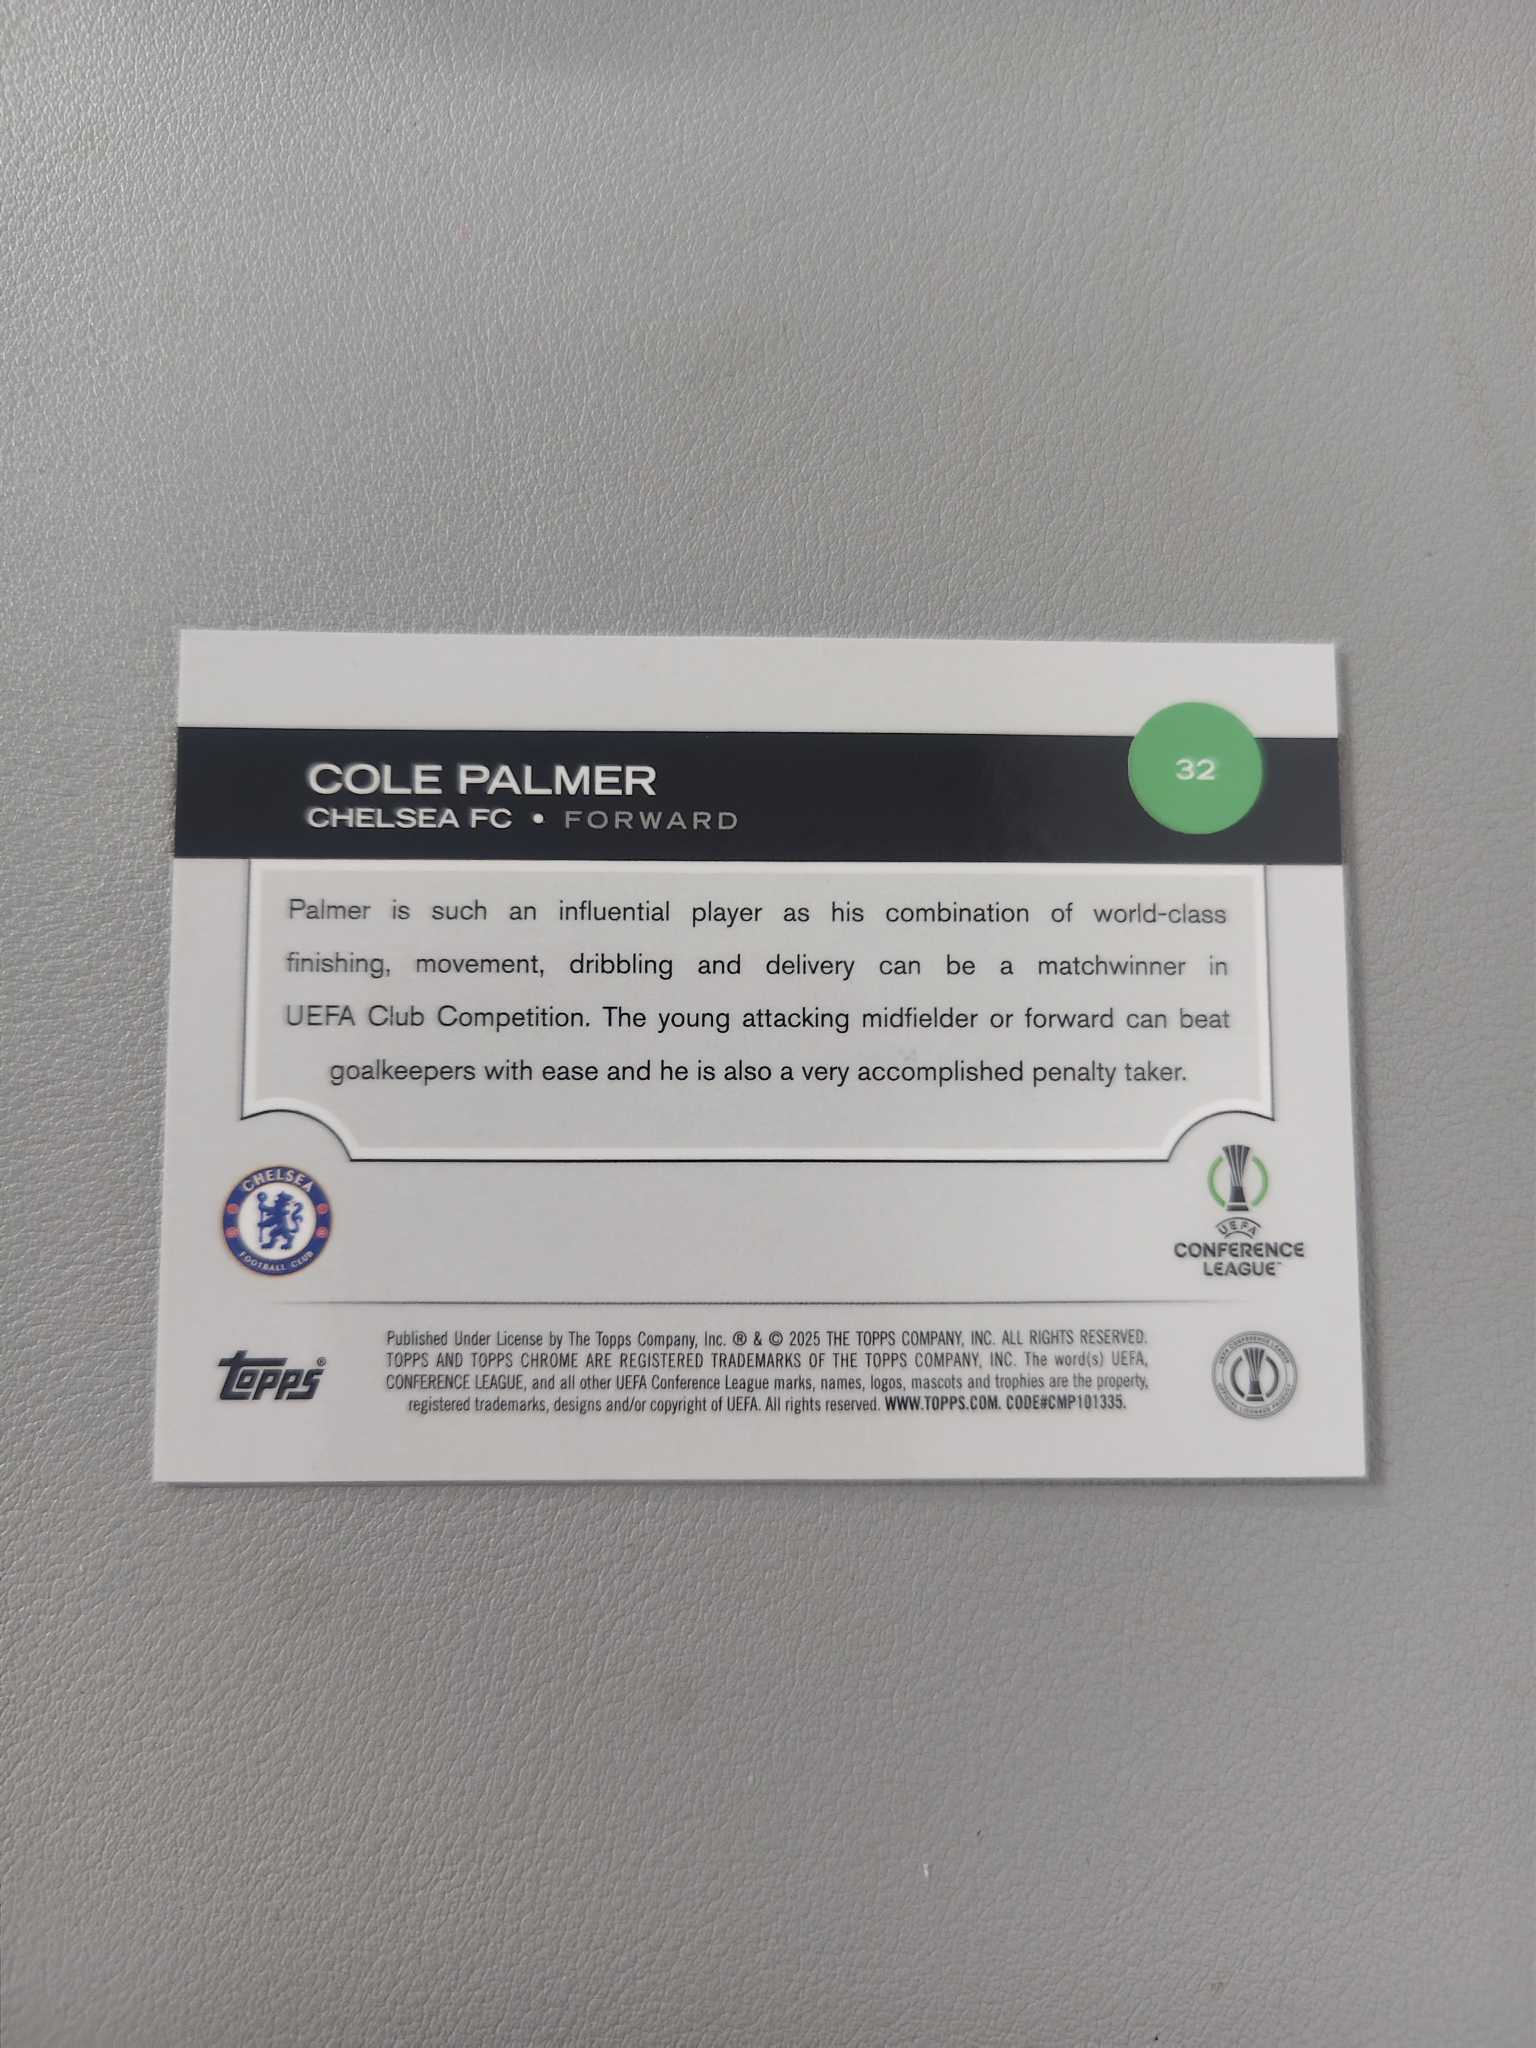 COLE PALMER
CHELSEA FC • FORWARD
32
Palmer is such an influential player as his combination of world-class
finishing, movement, dribbling and delivery can be a matchwinner in
UEFA Club Competition. The young attacking midfielder or forward can beat
goalkeepers with ease and he is also a very accomplished penalty taker.
CHELSEA
FOOTBALL CLUB
UEFA
CONFERENCE
LEAGUE™
topps®
Published Under License by The Topps Company, Inc. ® & © 2025 THE TOPPS COMPANY, INC. ALL RIGHTS RESERVED.
TOPPS AND TOPPS CHROME ARE REGISTERED TRADEMARKS OF THE TOPPS COMPANY, INC. The word(s) UEFA,
CONFERENCE LEAGUE, and all other UEFA Conference League marks, names, logos, mascots and trophies are the property,
registered trademarks, designs and/or copyright of UEFA. All rights reserved. WWW.TOPPS.COM. CODE#CMP101335.
UEFA CONFERENCE LEAGUE
OFFICIAL LICENSED PRODUCT